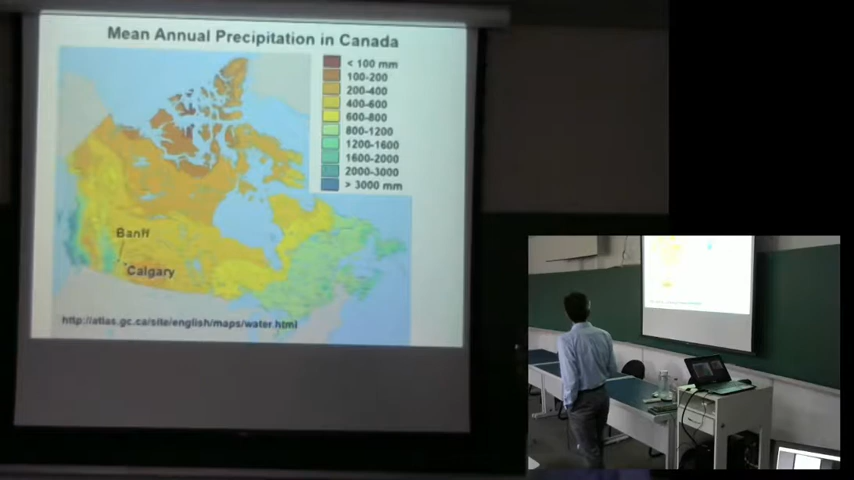 Mean Annual Precipitation in Canada
< 100 mm
100-200
200-400
400-600
600-800
800-1200
1200-1600
1600-2000
2000-3000
> 3000 mm
Banff
Calgary
http://atlas.gc.ca/site/english/maps/water.html